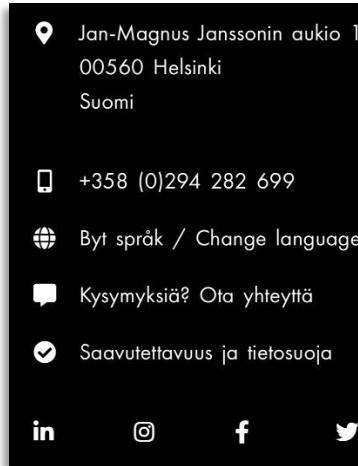 Jan-Magnus Janssonin aukio 1
00560 Helsinki
Suomi
+358 (0)294 282 699
Byt språk / Change language
Kysymyksiä? Ota yhteyttä
Saavutettavuus ja tietosuoja